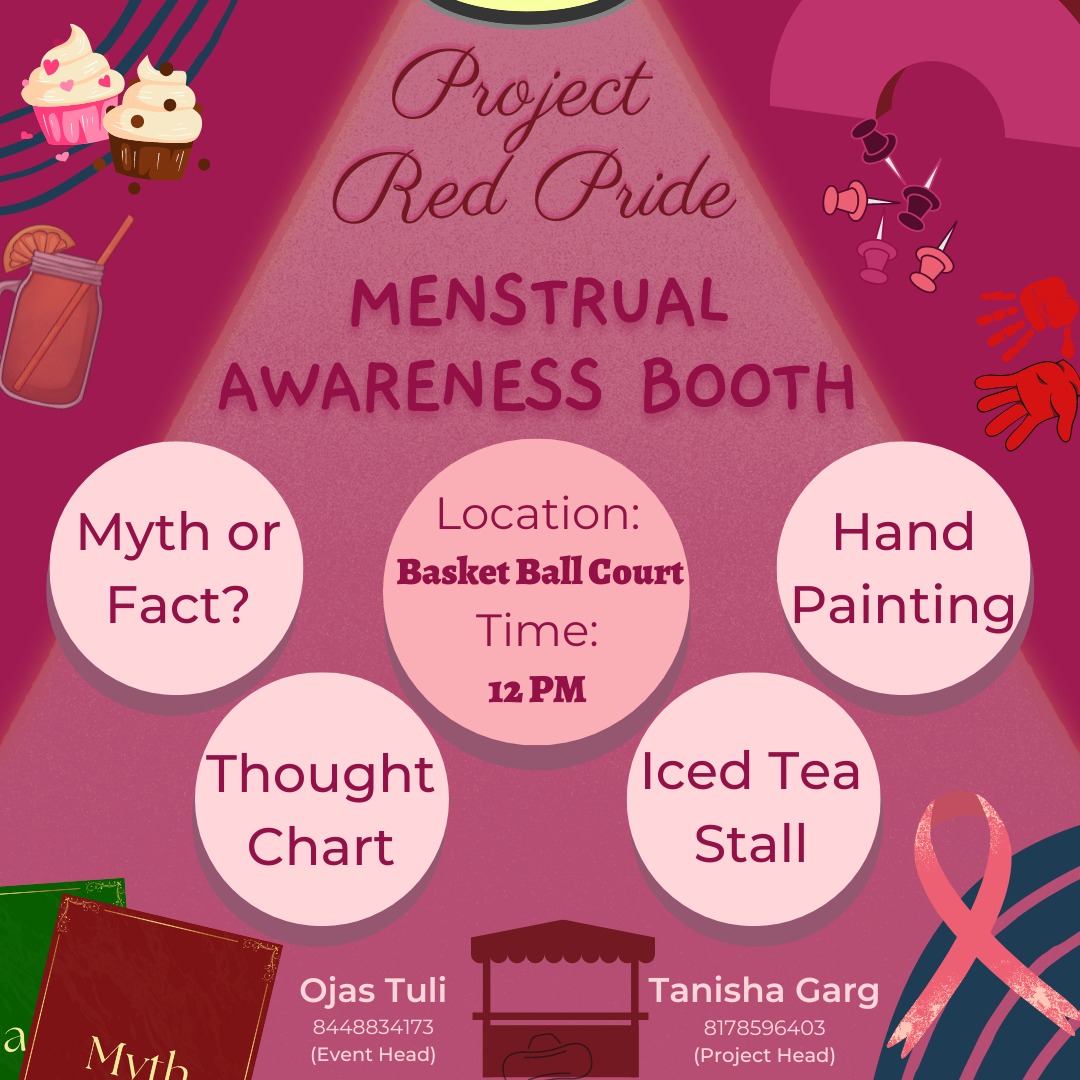 Project
Red Pride
MENSTRUAL
AWARENESS BOOTH
Myth or
Fact?
Location:
Basket Ball Court
Time:
12 PM
Hand
Painting
Thought
Chart
Iced Tea
Stall
Ojas Tuli
8448834173
(Event Head)
Tanisha Garg
8178596403
(Project Head)
a
Myth